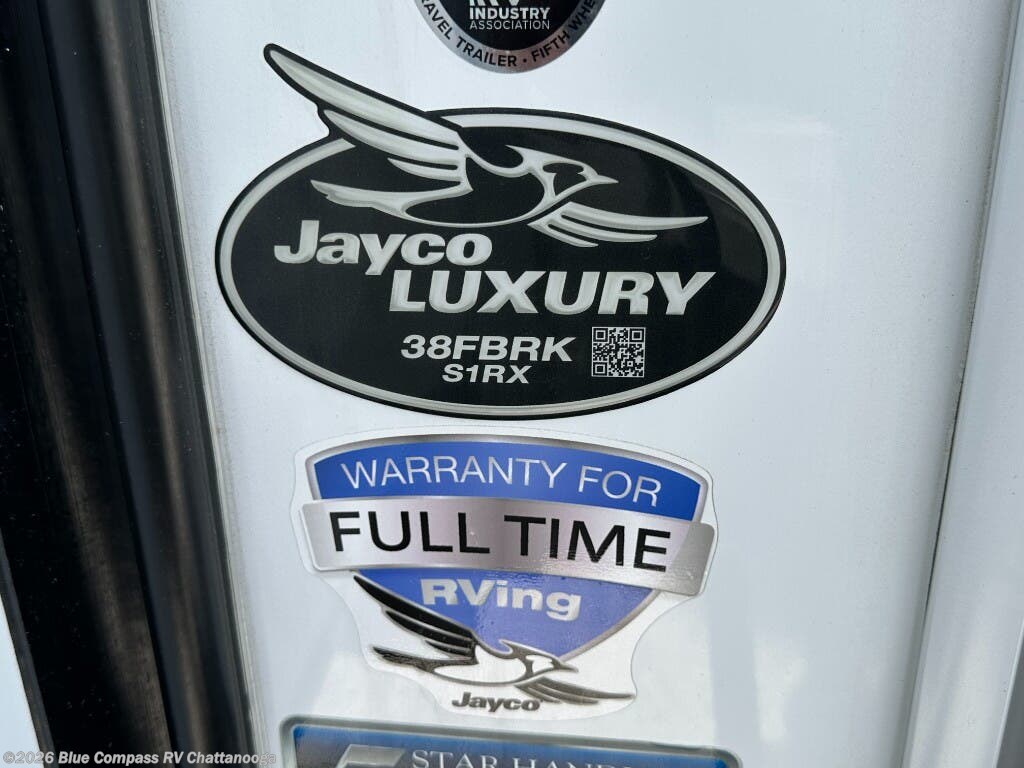 RV
INDUSTRY
ASSOCIATION
TRAVEL TRAILER • FIFTH WHEEL
Jayco
LUXURY
38FBRK
S1RX
WARRANTY FOR
FULL TIME
RVing
Jayco
STAR
©2026 Blue Compass RV Chattanooga